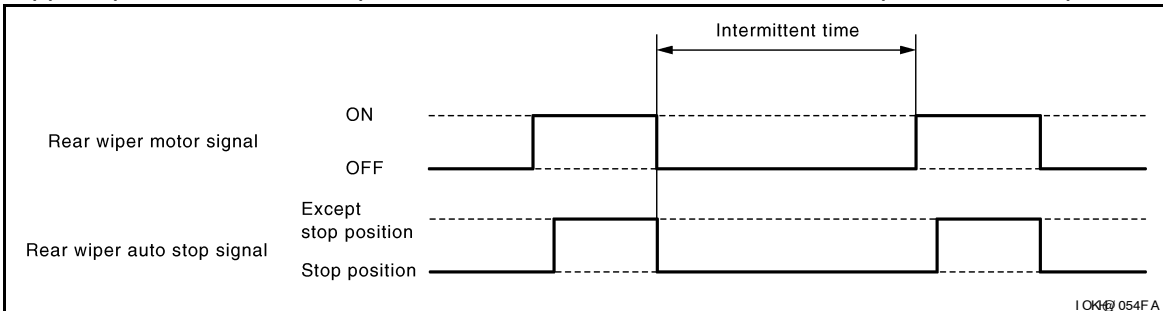 Intermittent time
ON
Rear wiper motor signal
OFF
Except
stop position
Rear wiper auto stop signal
Stop position